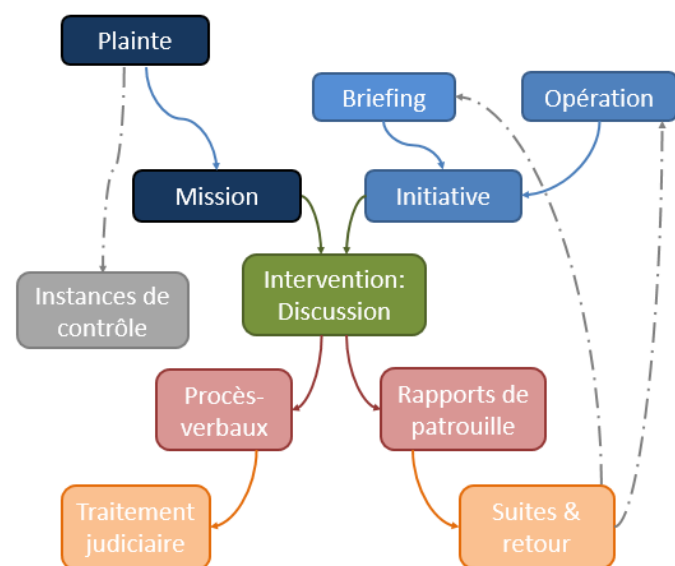 Plainte
Briefing
Opération
Mission
Initiative
Intervention:
Discussion
Instances de
contrôle
Procès-
verbaux
Rapports de
patrouille
Traitement
judiciaire
Suites &
retour